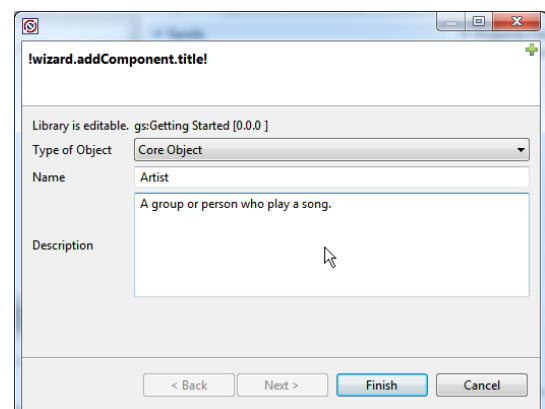 !wizard.addComponent.title!
Library is editable. gs:Getting Started [0.0.0 ]
Type of Object Core Object
Name Artist
A group or person who play a song.
Description
< Back Next > Finish Cancel